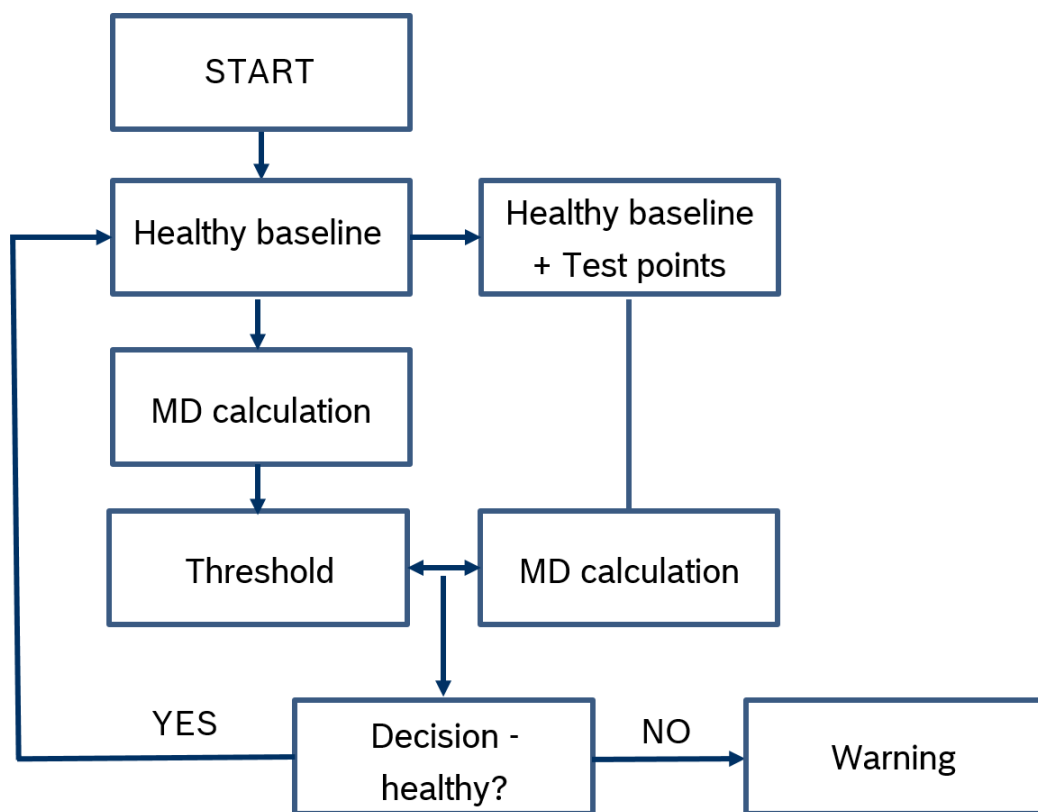 START
Healthy baseline
Healthy baseline
+ Test points
MD calculation
Threshold
MD calculation
YES
Decision -
healthy?
NO
Warning